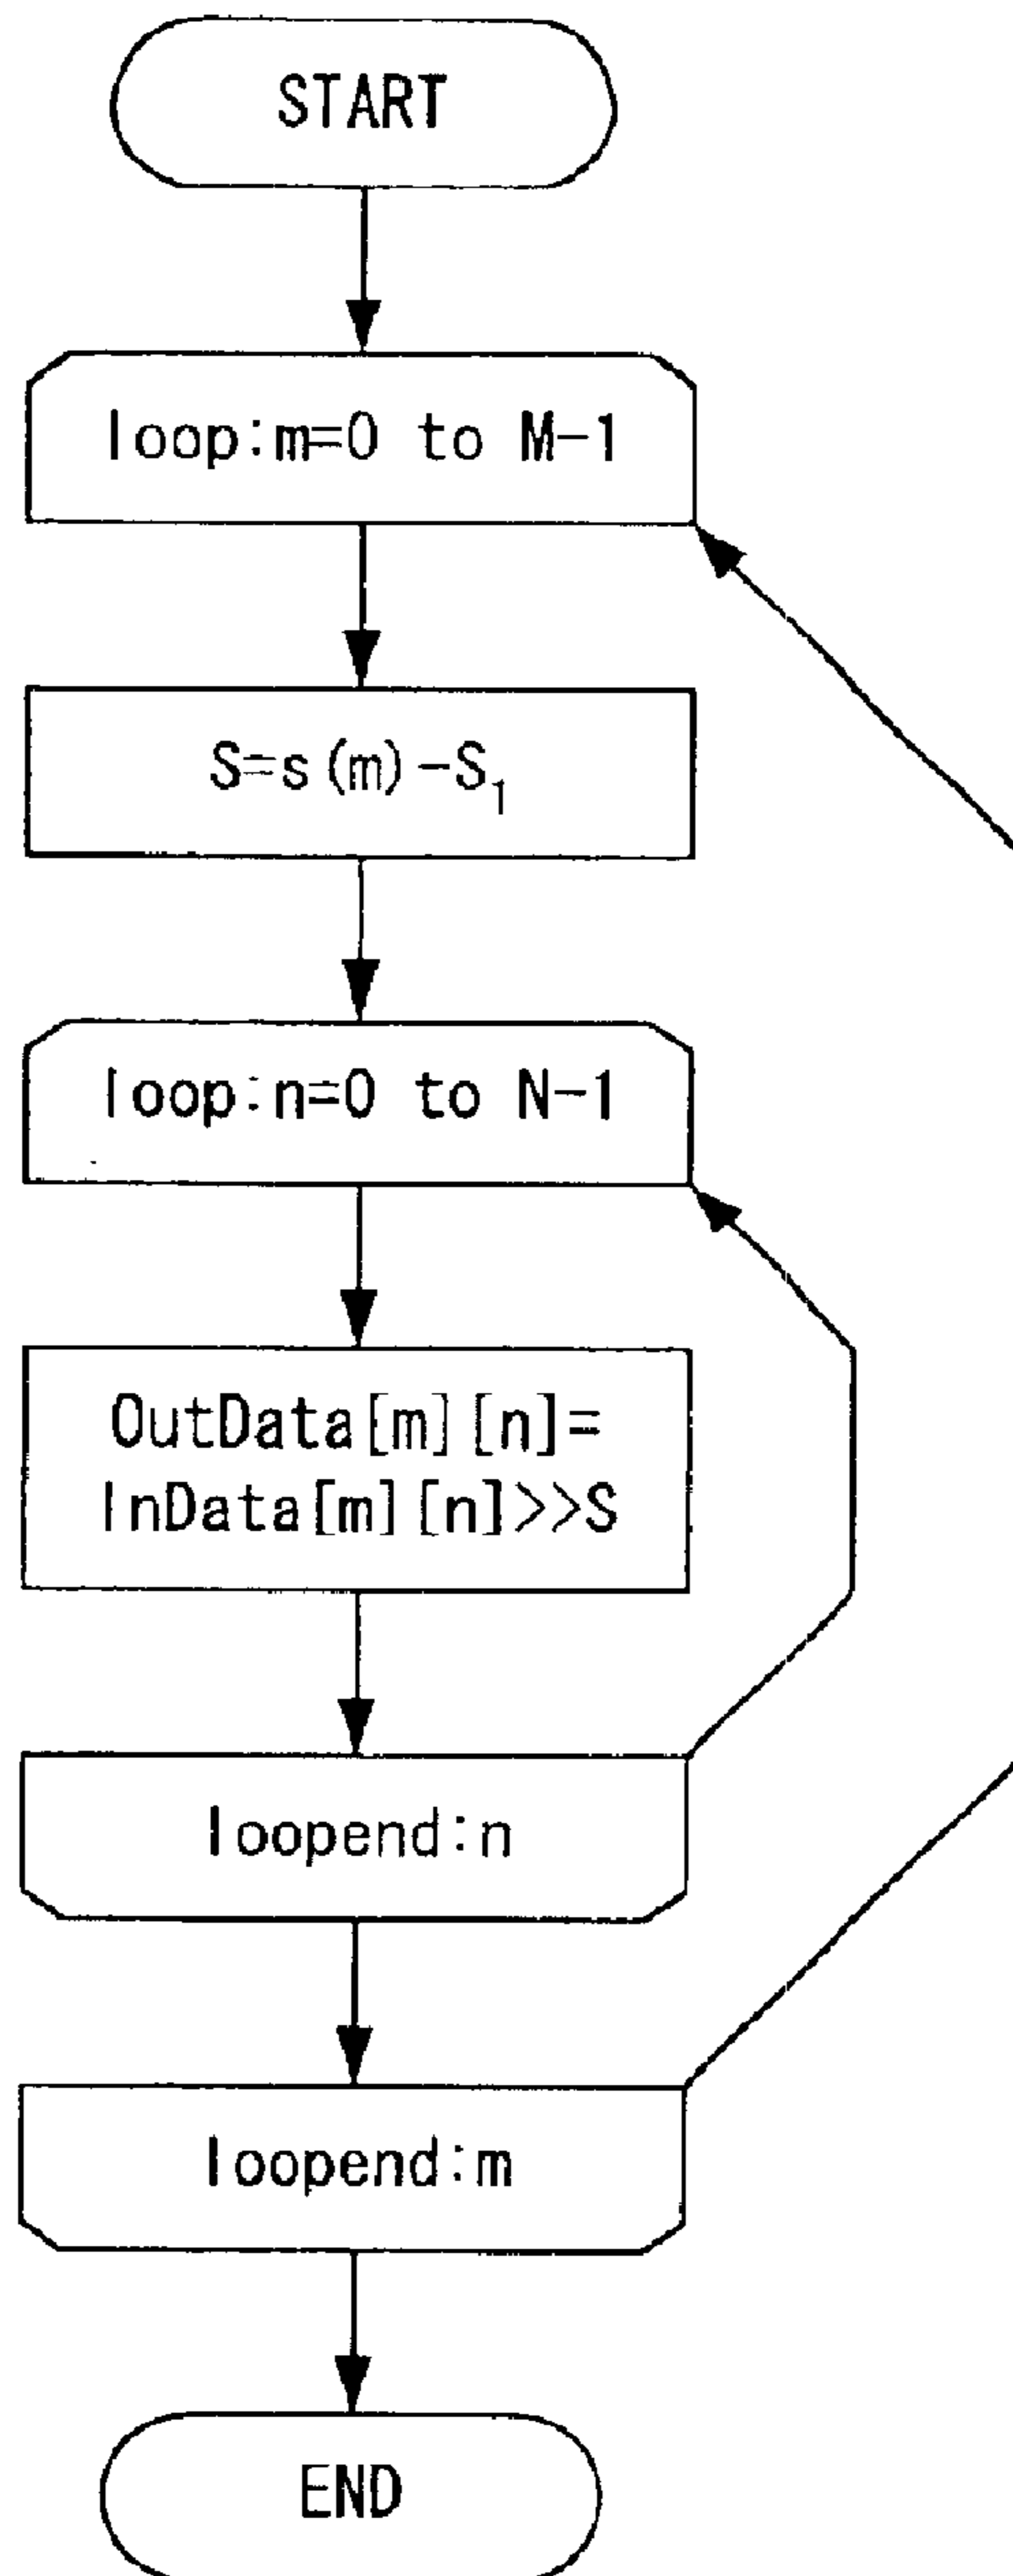 START
loop:m=0 to M-1
S=s(m)-S₁
loop:n=0 to N-1
OutData[m][n]=
InData[m][n]>>S
loopend:n
loopend:m
END